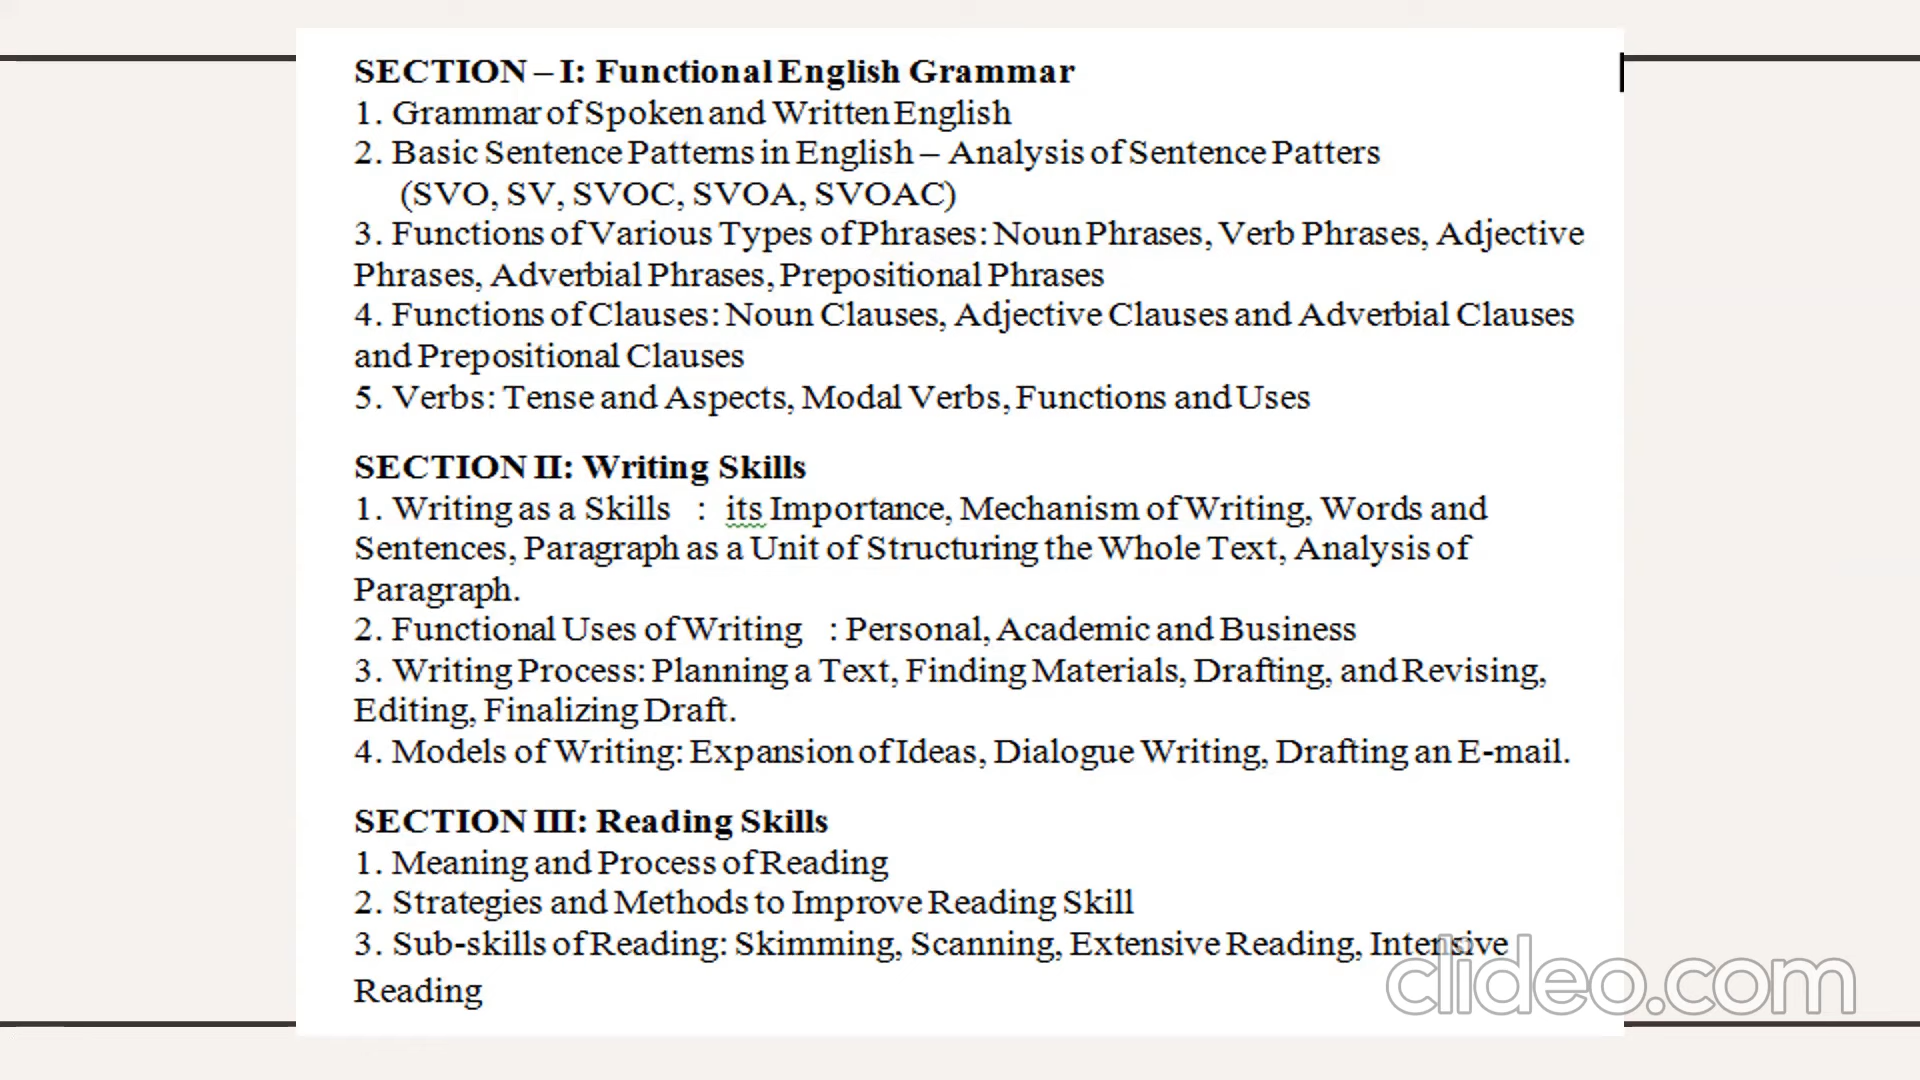 SECTION – I: Functional English Grammar
1. Grammar of Spoken and Written English
2. Basic Sentence Patterns in English – Analysis of Sentence Patters
(SVO, SV, SVOC, SVOA, SVOAC)
3. Functions of Various Types of Phrases: Noun Phrases, Verb Phrases, Adjective
Phrases, Adverbial Phrases, Prepositional Phrases
4. Functions of Clauses: Noun Clauses, Adjective Clauses and Adverbial Clauses
and Prepositional Clauses
5. Verbs: Tense and Aspects, Modal Verbs, Functions and Uses
SECTION II: Writing Skills
1. Writing as a Skills : its Importance, Mechanism of Writing, Words and
Sentences, Paragraph as a Unit of Structuring the Whole Text, Analysis of
Paragraph.
2. Functional Uses of Writing : Personal, Academic and Business
3. Writing Process: Planning a Text, Finding Materials, Drafting, and Revising,
Editing, Finalizing Draft.
4. Models of Writing: Expansion of Ideas, Dialogue Writing, Drafting an E-mail.
SECTION III: Reading Skills
1. Meaning and Process of Reading
2. Strategies and Methods to Improve Reading Skill
3. Sub-skills of Reading: Skimming, Scanning, Extensive Reading, Intensive
Reading
clideo.com